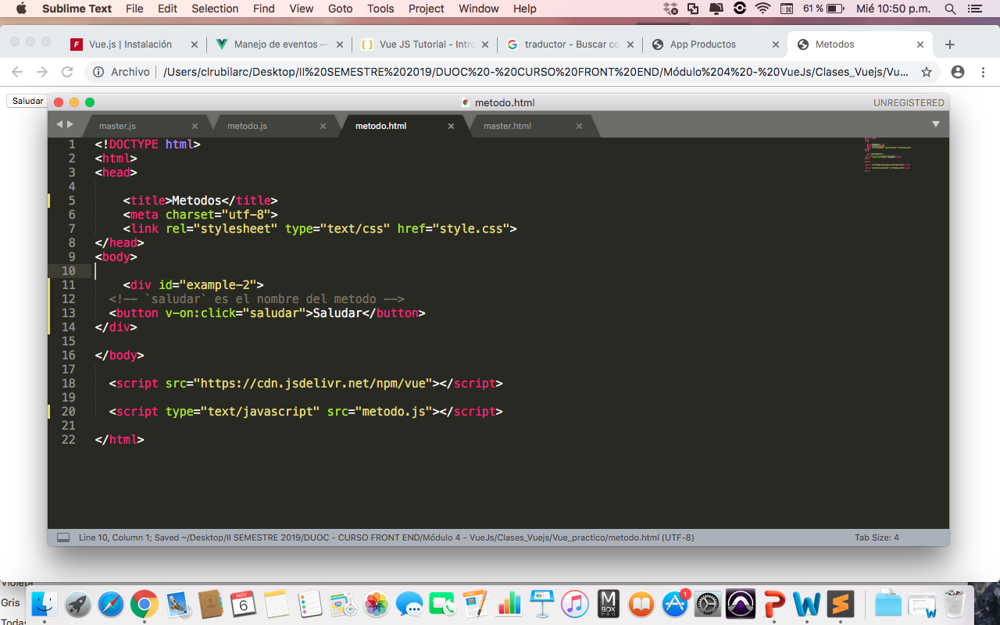 Sublime Text File Edit Selection Find View Goto Tools Project Window Help 61 % Mié 10:50 p.m.
Vue.js | Instalación Manejo de eventos — Vue JS Tutorial - Intro traductor - Buscar co App Productos Metodos
Archivo /Users/clrubilarc/Desktop/II%20SEMESTRE%202019/DUOC%20-%20CURSO%20FRONT%20END/Módulo%204%20-%20VueJs/Clases_Vuejs/Vu...
Saludar
metodo.html UNREGISTERED
master.js metodo.js metodo.html master.html
1 <!DOCTYPE html>
2 <html>
3 <head>
4
5 <title>Metodos</title>
6 <meta charset="utf-8">
7 <link rel="stylesheet" type="text/css" href="style.css">
8 </head>
9 <body>
10
11 <div id="example-2">
12 <!-- `saludar` es el nombre del metodo -->
13 <button v-on:click="saludar">Saludar</button>
14 </div>
15
16 </body>
17
18 <script src="https://cdn.jsdelivr.net/npm/vue"></script>
19
20 <script type="text/javascript" src="metodo.js"></script>
21
22 </html>
Line 10, Column 1; Saved ~/Desktop/II SEMESTRE 2019/DUOC - CURSO FRONT END/Módulo 4 - VueJs/Clases_Vuejs/Vue_practico/metodo.html (UTF-8) Tab Size: 4
Violeta
Gris
Todas
NOV
6
M
BOX
PRO
1